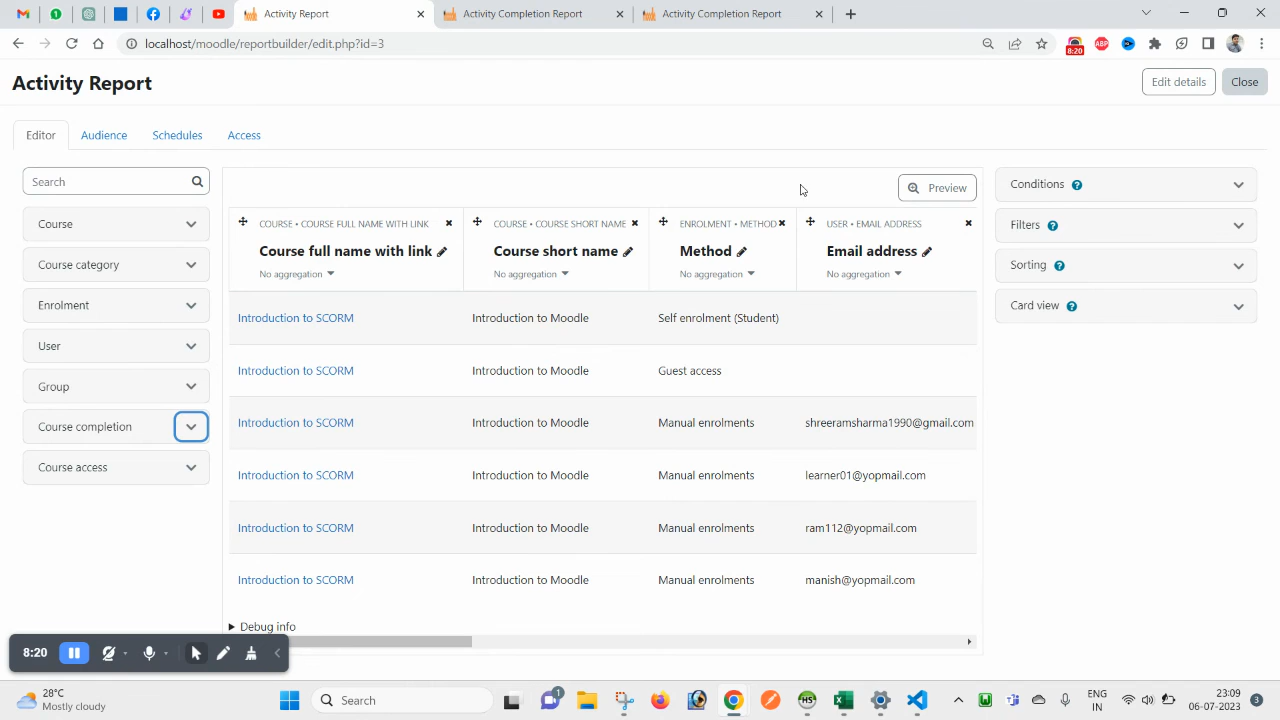 Activity Report
Activity Completion Report
Activity Completion Report
localhost/moodle/reportbuilder/edit.php?id=3
8:20
ABP
Activity Report
Edit details
Close
Editor
Audience
Schedules
Access
Search
Preview
Conditions
Course
COURSE • COURSE FULL NAME WITH LINK
COURSE • COURSE SHORT NAME
ENROLMENT • METHOD
USER • EMAIL ADDRESS
Filters
Course full name with link
Course short name
Method
Email address
Course category
No aggregation
No aggregation
No aggregation
No aggregation
Sorting
Enrolment
Introduction to SCORM
Introduction to Moodle
Self enrolment (Student)
Card view
User
Introduction to SCORM
Introduction to Moodle
Guest access
Group
Course completion
Introduction to SCORM
Introduction to Moodle
Manual enrolments
shreeramsharma1990@gmail.com
Course access
Introduction to SCORM
Introduction to Moodle
Manual enrolments
learner01@yopmail.com
Introduction to SCORM
Introduction to Moodle
Manual enrolments
ram112@yopmail.com
Introduction to SCORM
Introduction to Moodle
Manual enrolments
manish@yopmail.com
Debug info
8:20
28°C
Mostly cloudy
Search
1
ENG
IN
23:09
06-07-2023
3